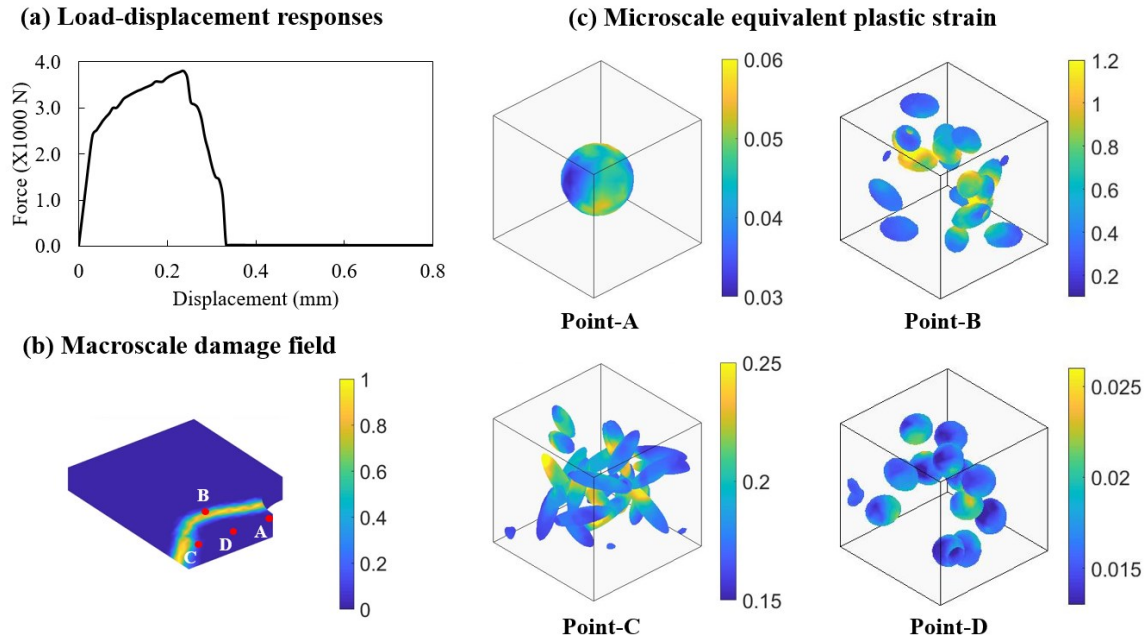 (a) Load-displacement responses
Force (X1000 N)
4.0
3.0
2.0
1.0
0.0
0 0.2 0.4 0.6 0.8
Displacement (mm)
(b) Macroscale damage field
B
A
D
C
1
0.8
0.6
0.4
0.2
0
(c) Microscale equivalent plastic strain
0.06
0.05
0.04
0.03
Point-A
1.2
1
0.8
0.6
0.4
0.2
Point-B
0.25
0.2
0.15
Point-C
0.025
0.02
0.015
Point-D